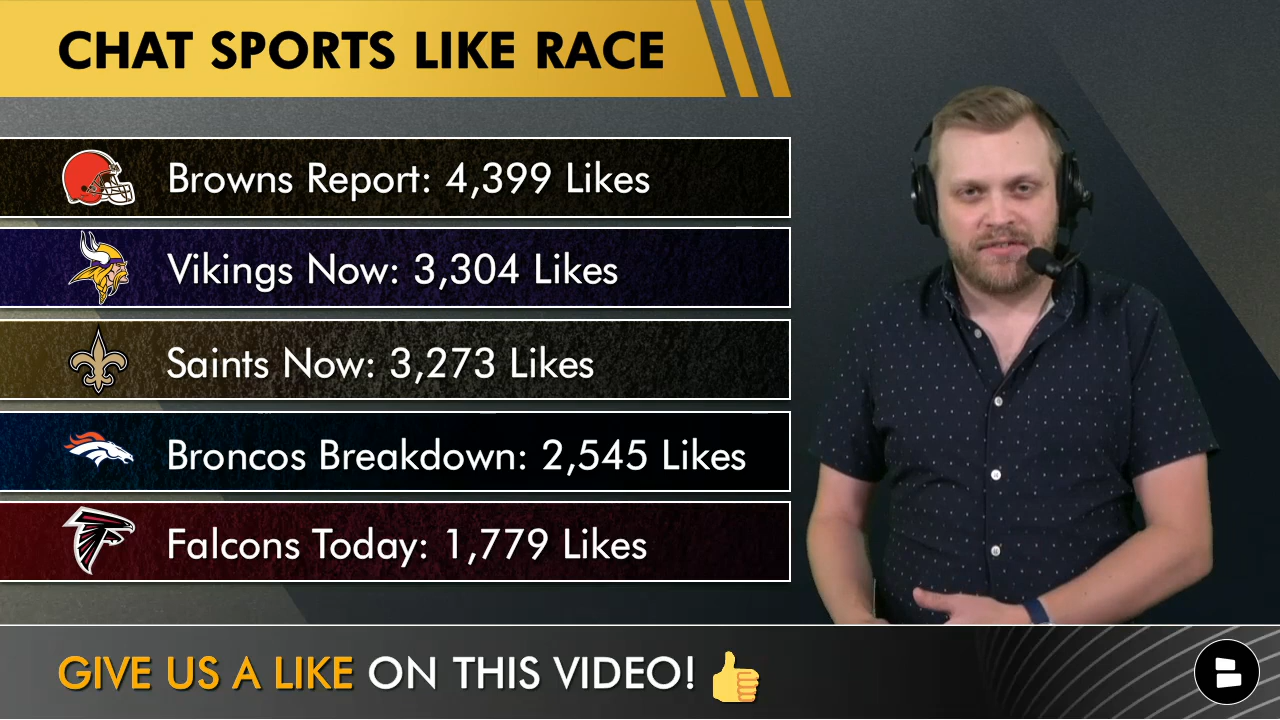 CHAT SPORTS LIKE RACE
Browns Report: 4,399 Likes
Vikings Now: 3,304 Likes
Saints Now: 3,273 Likes
Broncos Breakdown: 2,545 Likes
Falcons Today: 1,779 Likes
GIVE US A LIKE ON THIS VIDEO!